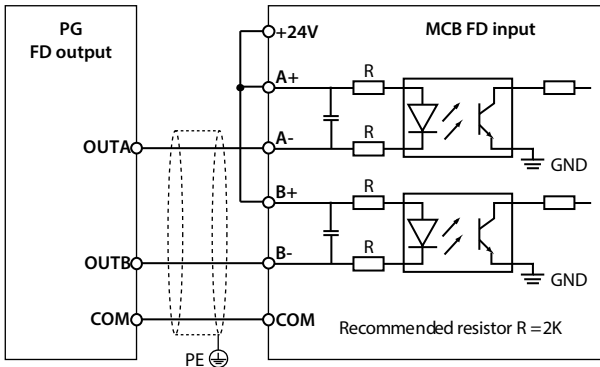 PG
FD output
MCB FD input
+24V
A+
R
OUTA
A-
R
GND
B+
R
OUTB
B-
R
GND
COM
COM
Recommended resistor R = 2K
PE